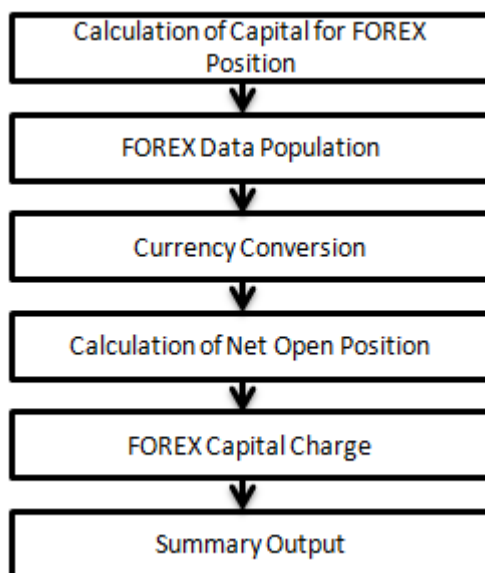 Calculation of Capital for FOREX
Position
FOREX Data Population
Currency Conversion
Calculation of Net Open Position
FOREX Capital Charge
Summary Output